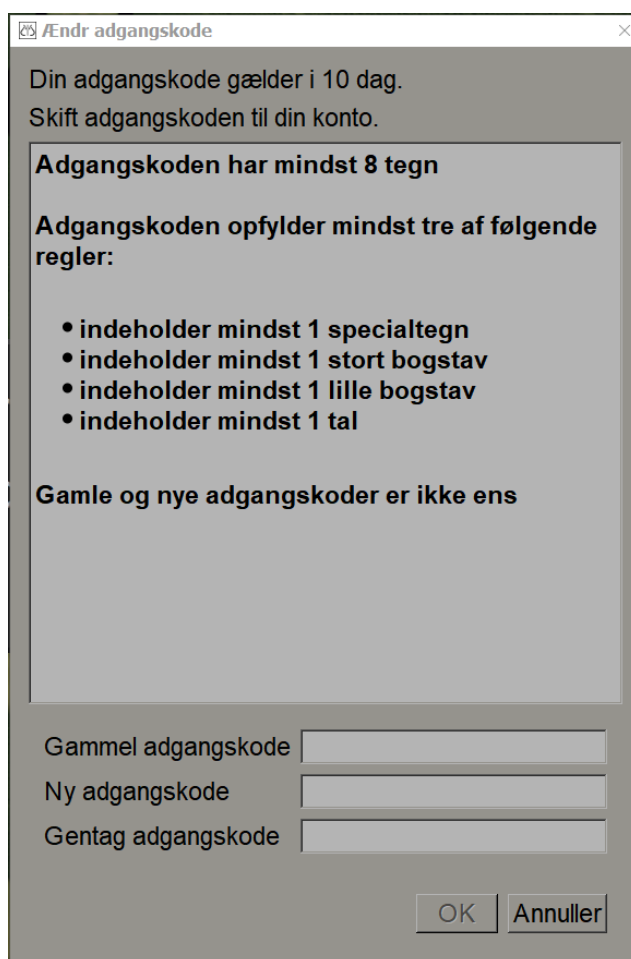 Ændr adgangskode
Din adgangskode gælder i 10 dag.
Skift adgangskoden til din konto.
Adgangskoden har mindst 8 tegn
Adgangskoden opfylder mindst tre af følgende
regler:
• indeholder mindst 1 specialtegn
• indeholder mindst 1 stort bogstav
• indeholder mindst 1 lille bogstav
• indeholder mindst 1 tal
Gamle og nye adgangskoder er ikke ens
Gammel adgangskode
Ny adgangskode
Gentag adgangskode
OK Annuller